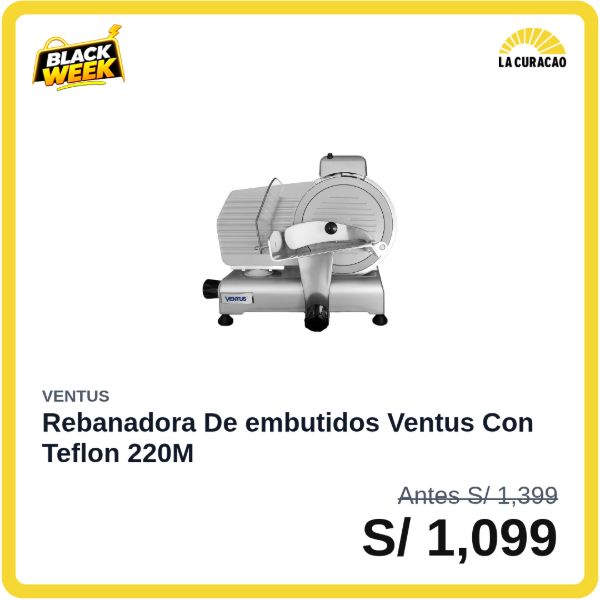 BLACK
WEEK
LA CURACAO
VENTUS
VENTUS
Rebanadora De embutidos Ventus Con
Teflon 220M
Antes S/ 1,399
S/ 1,099